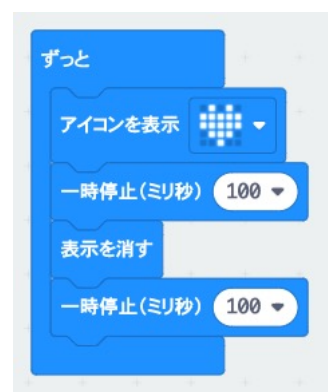 ずっと
アイコンを表示
一時停止(ミリ秒) 100
表示を消す
一時停止(ミリ秒) 100